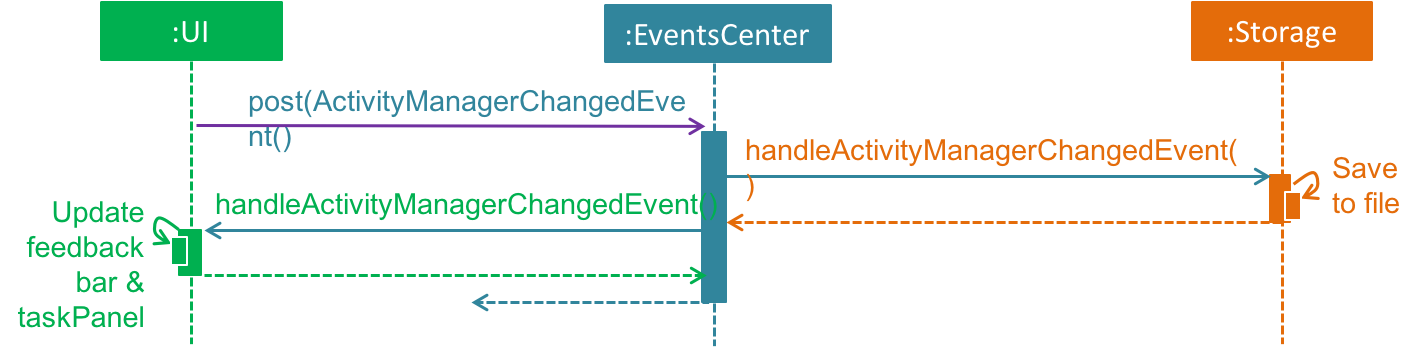 :UI
:EventsCenter
:Storage
post(ActivityManagerChangedEve
nt()
handleActivityManagerChangedEvent(
)
Save
to file
handleActivityManagerChangedEvent()
Update
feedback
bar &
taskPanel